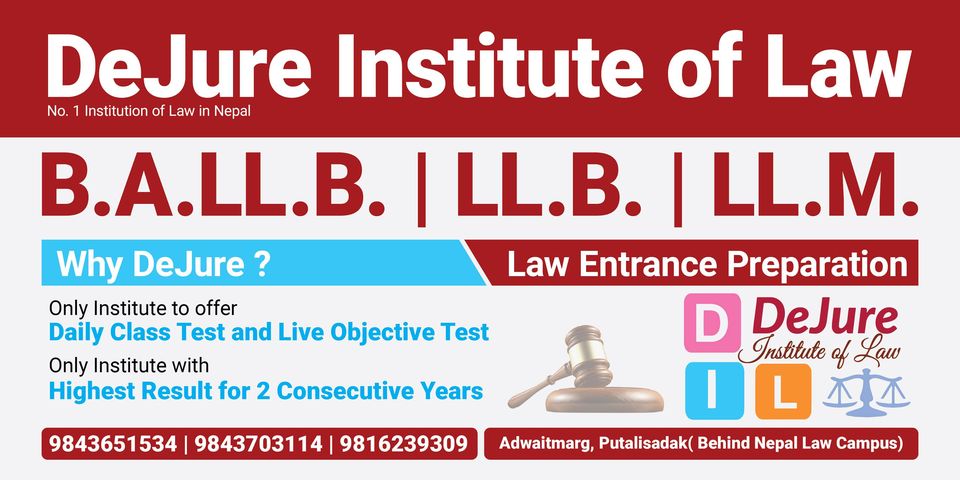 DeJure Institute of Law
No. 1 Institution of Law in Nepal
B.A.LL.B. | LL.B. | LL.M.
Why DeJure ?
Law Entrance Preparation
Only Institute to offer
Daily Class Test and Live Objective Test
Only Institute with
Highest Result for 2 Consecutive Years
D
DeJure
Institute of Law
I L
9843651534 | 9843703114 | 9816239309
Adwaitmarg, Putalisadak( Behind Nepal Law Campus)